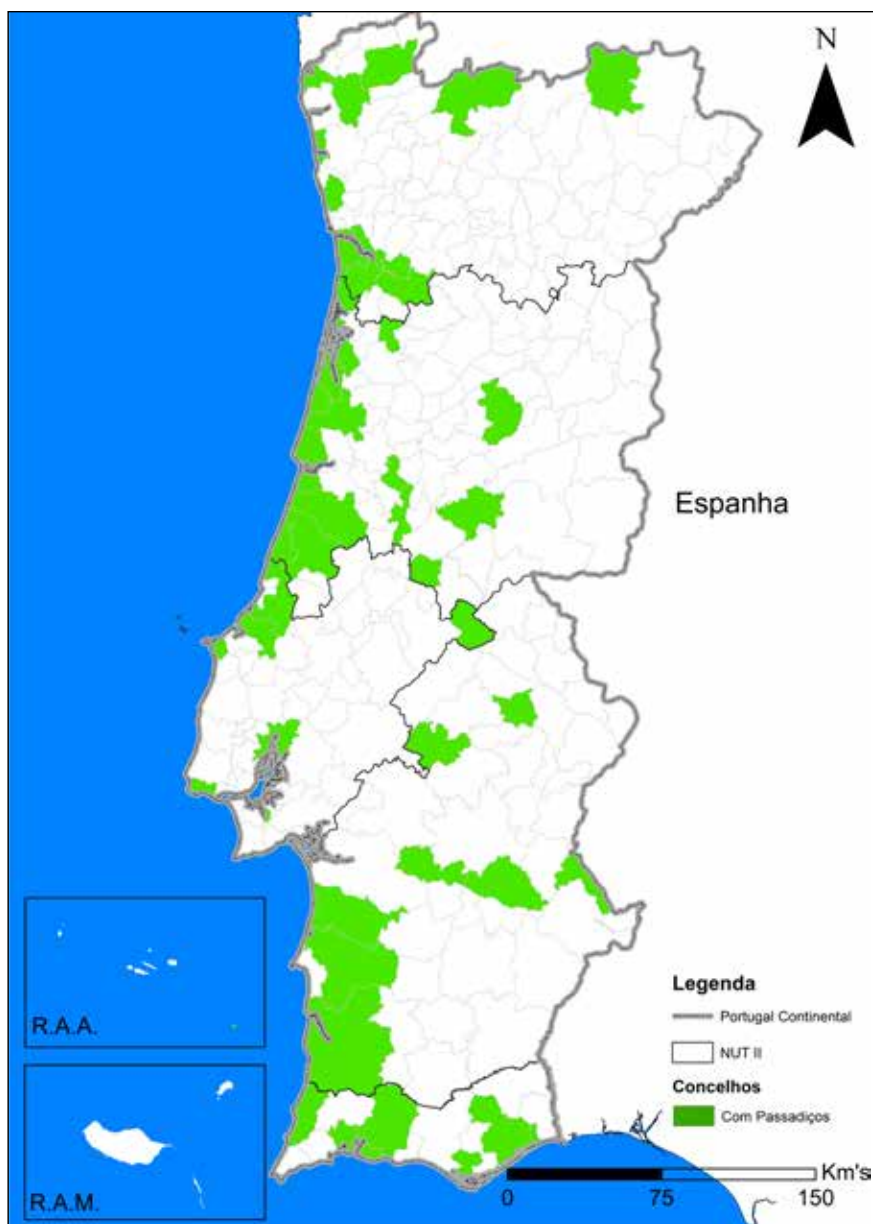 N
Espanha
Legenda
Portugal Continental
NUT II
Concelhos
Com Passadiços
R.A.A.
R.A.M.
Km's
0 75 150